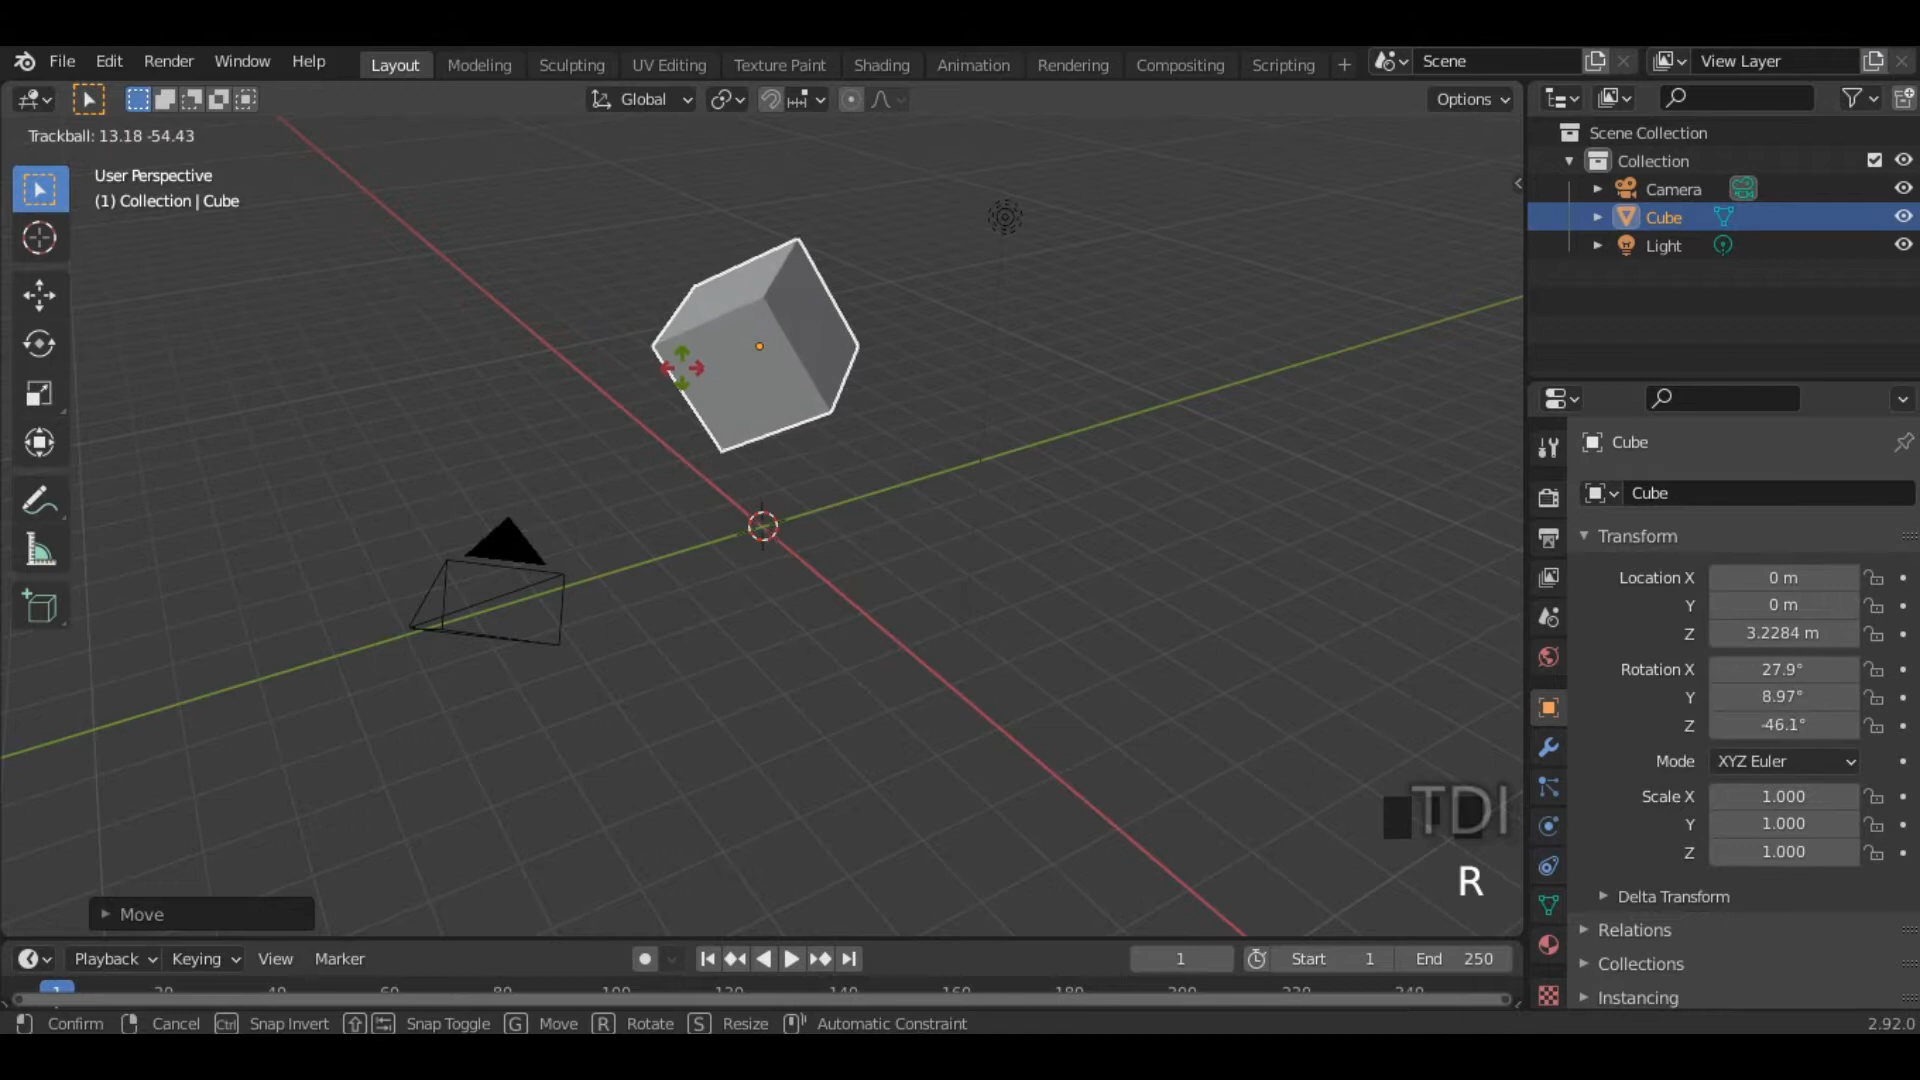 File Edit Render Window Help Layout Modeling Sculpting UV Editing Texture Paint Shading Animation Rendering Compositing Scripting + Scene View Layer
Global Options
Trackball: 13.18 -54.43
User Perspective
(1) Collection | Cube
Scene Collection
Collection
Camera
Cube
Light
Cube
Cube
Transform
Location X 0 m
Y 0 m
Z 3.2284 m
Rotation X 27.9°
Y 8.97°
Z -46.1°
Mode XYZ Euler
Scale X 1.000
Y 1.000
Z 1.000
Delta Transform
Relations
Collections
Instancing
TDI
R
Move
Playback Keying View Marker 1 Start 1 End 250
1
Confirm Cancel Ctrl Snap Invert Snap Toggle G Move R Rotate S Resize Automatic Constraint 2.92.0